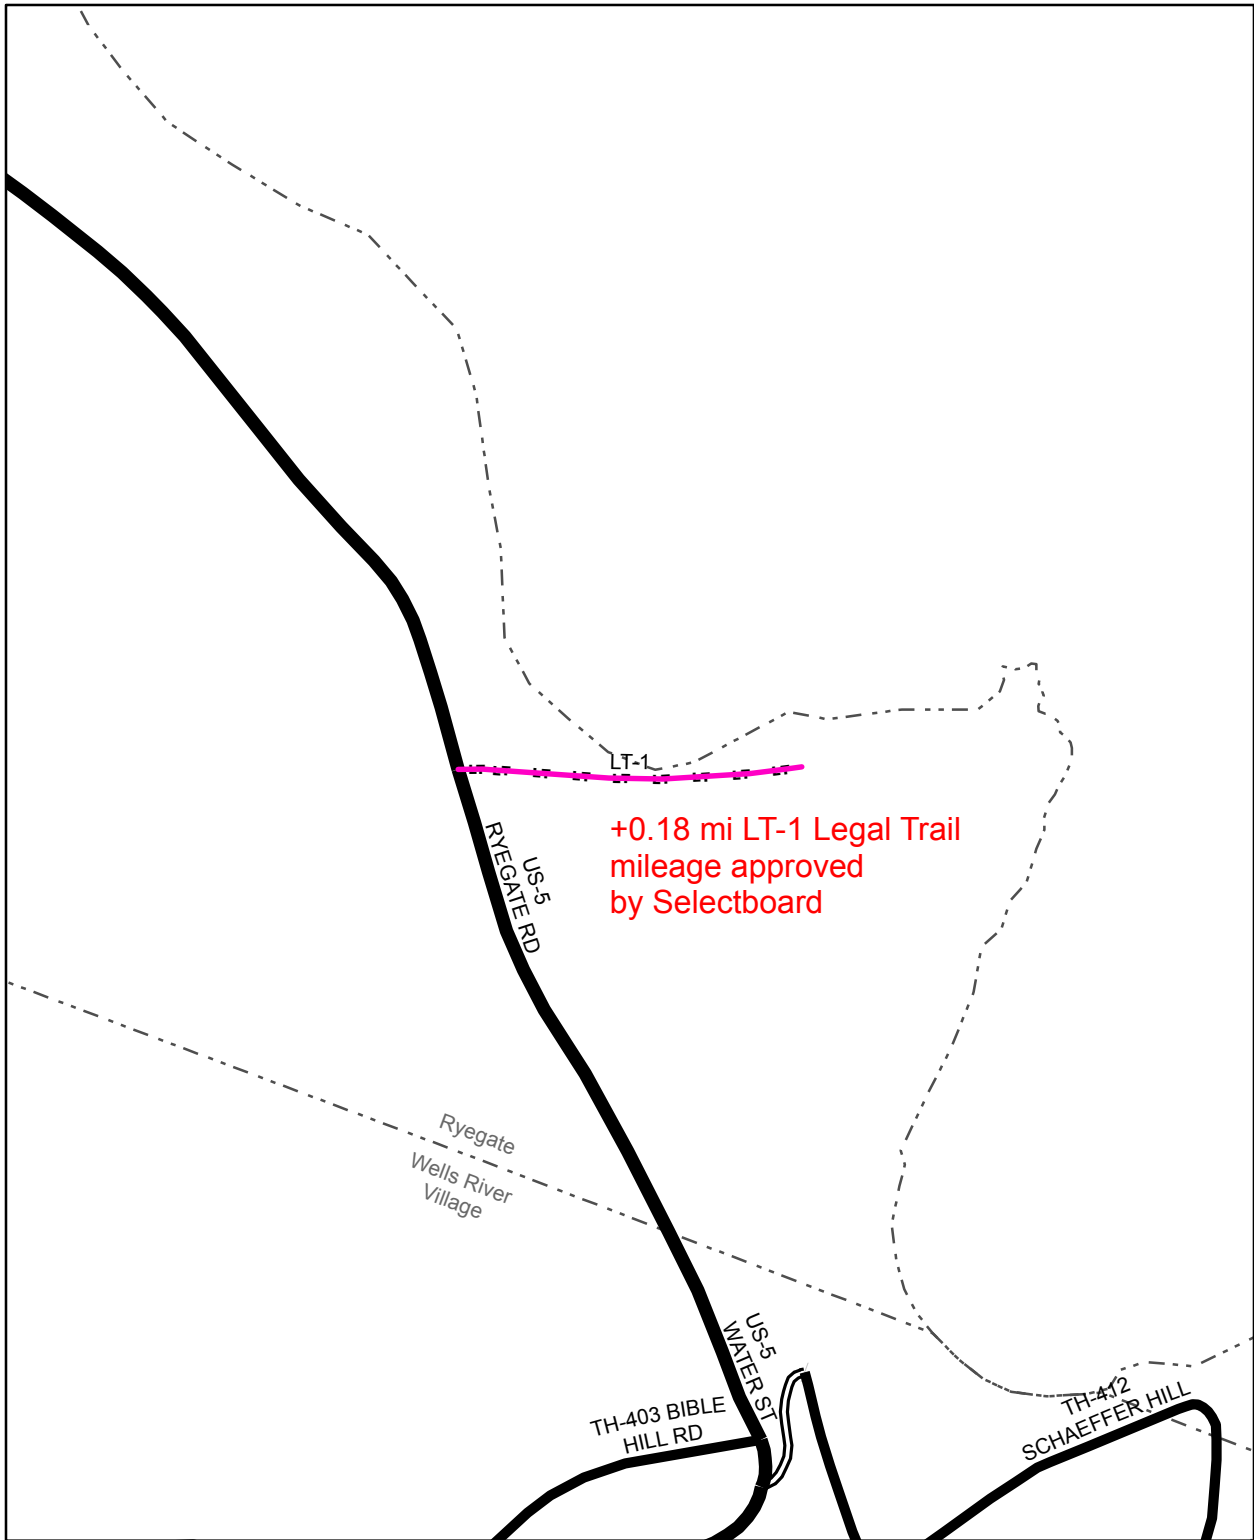 LT-1
+0.18 mi LT-1 Legal Trail
mileage approved
by Selectboard
US-5
RYEGATE RD
Ryegate
Wells River
Village
US-5
WATER ST
TH-403 BIBLE
HILL RD
TH-412
SCHAEFFER HILL